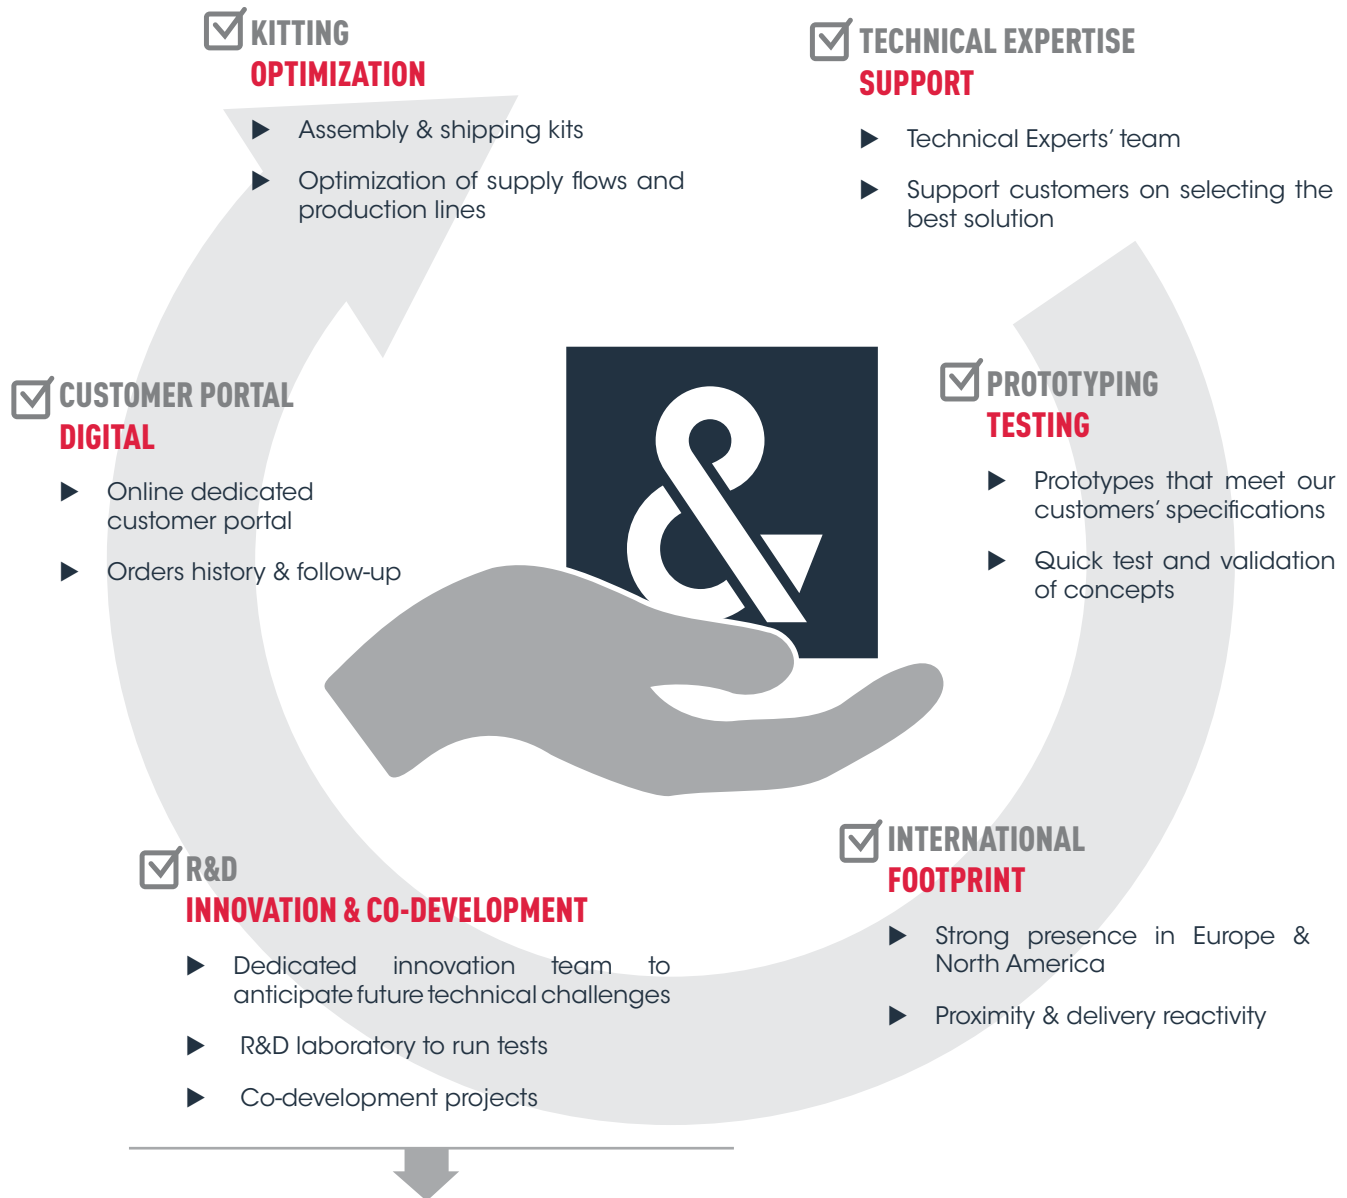 KITTING
OPTIMIZATION
▶ Assembly & shipping kits
▶ Optimization of supply flows and
production lines
TECHNICAL EXPERTISE
SUPPORT
▶ Technical Experts’ team
▶ Support customers on selecting the
best solution
CUSTOMER PORTAL
DIGITAL
▶ Online dedicated
customer portal
▶ Orders history & follow-up
&
PROTOTYPING
TESTING
▶ Prototypes that meet our
customers’ specifications
▶ Quick test and validation
of concepts
R&D
INNOVATION & CO-DEVELOPMENT
▶ Dedicated innovation team to
anticipate future technical challenges
▶ R&D laboratory to run tests
▶ Co-development projects
INTERNATIONAL
FOOTPRINT
▶ Strong presence in Europe &
North America
▶ Proximity & delivery reactivity